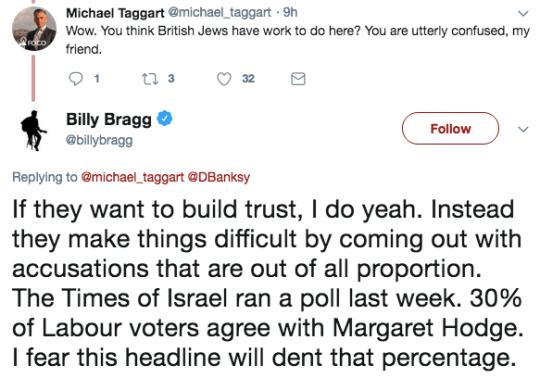 Michael Taggart @michael_taggart · 9h
Wow. You think British Jews have work to do here? You are utterly confused, my
friend.
1 3 32
Billy Bragg
@billybragg
Follow
Replying to @michael_taggart @DBanksy
If they want to build trust, I do yeah. Instead
they make things difficult by coming out with
accusations that are out of all proportion.
The Times of Israel ran a poll last week. 30%
of Labour voters agree with Margaret Hodge.
I fear this headline will dent that percentage.